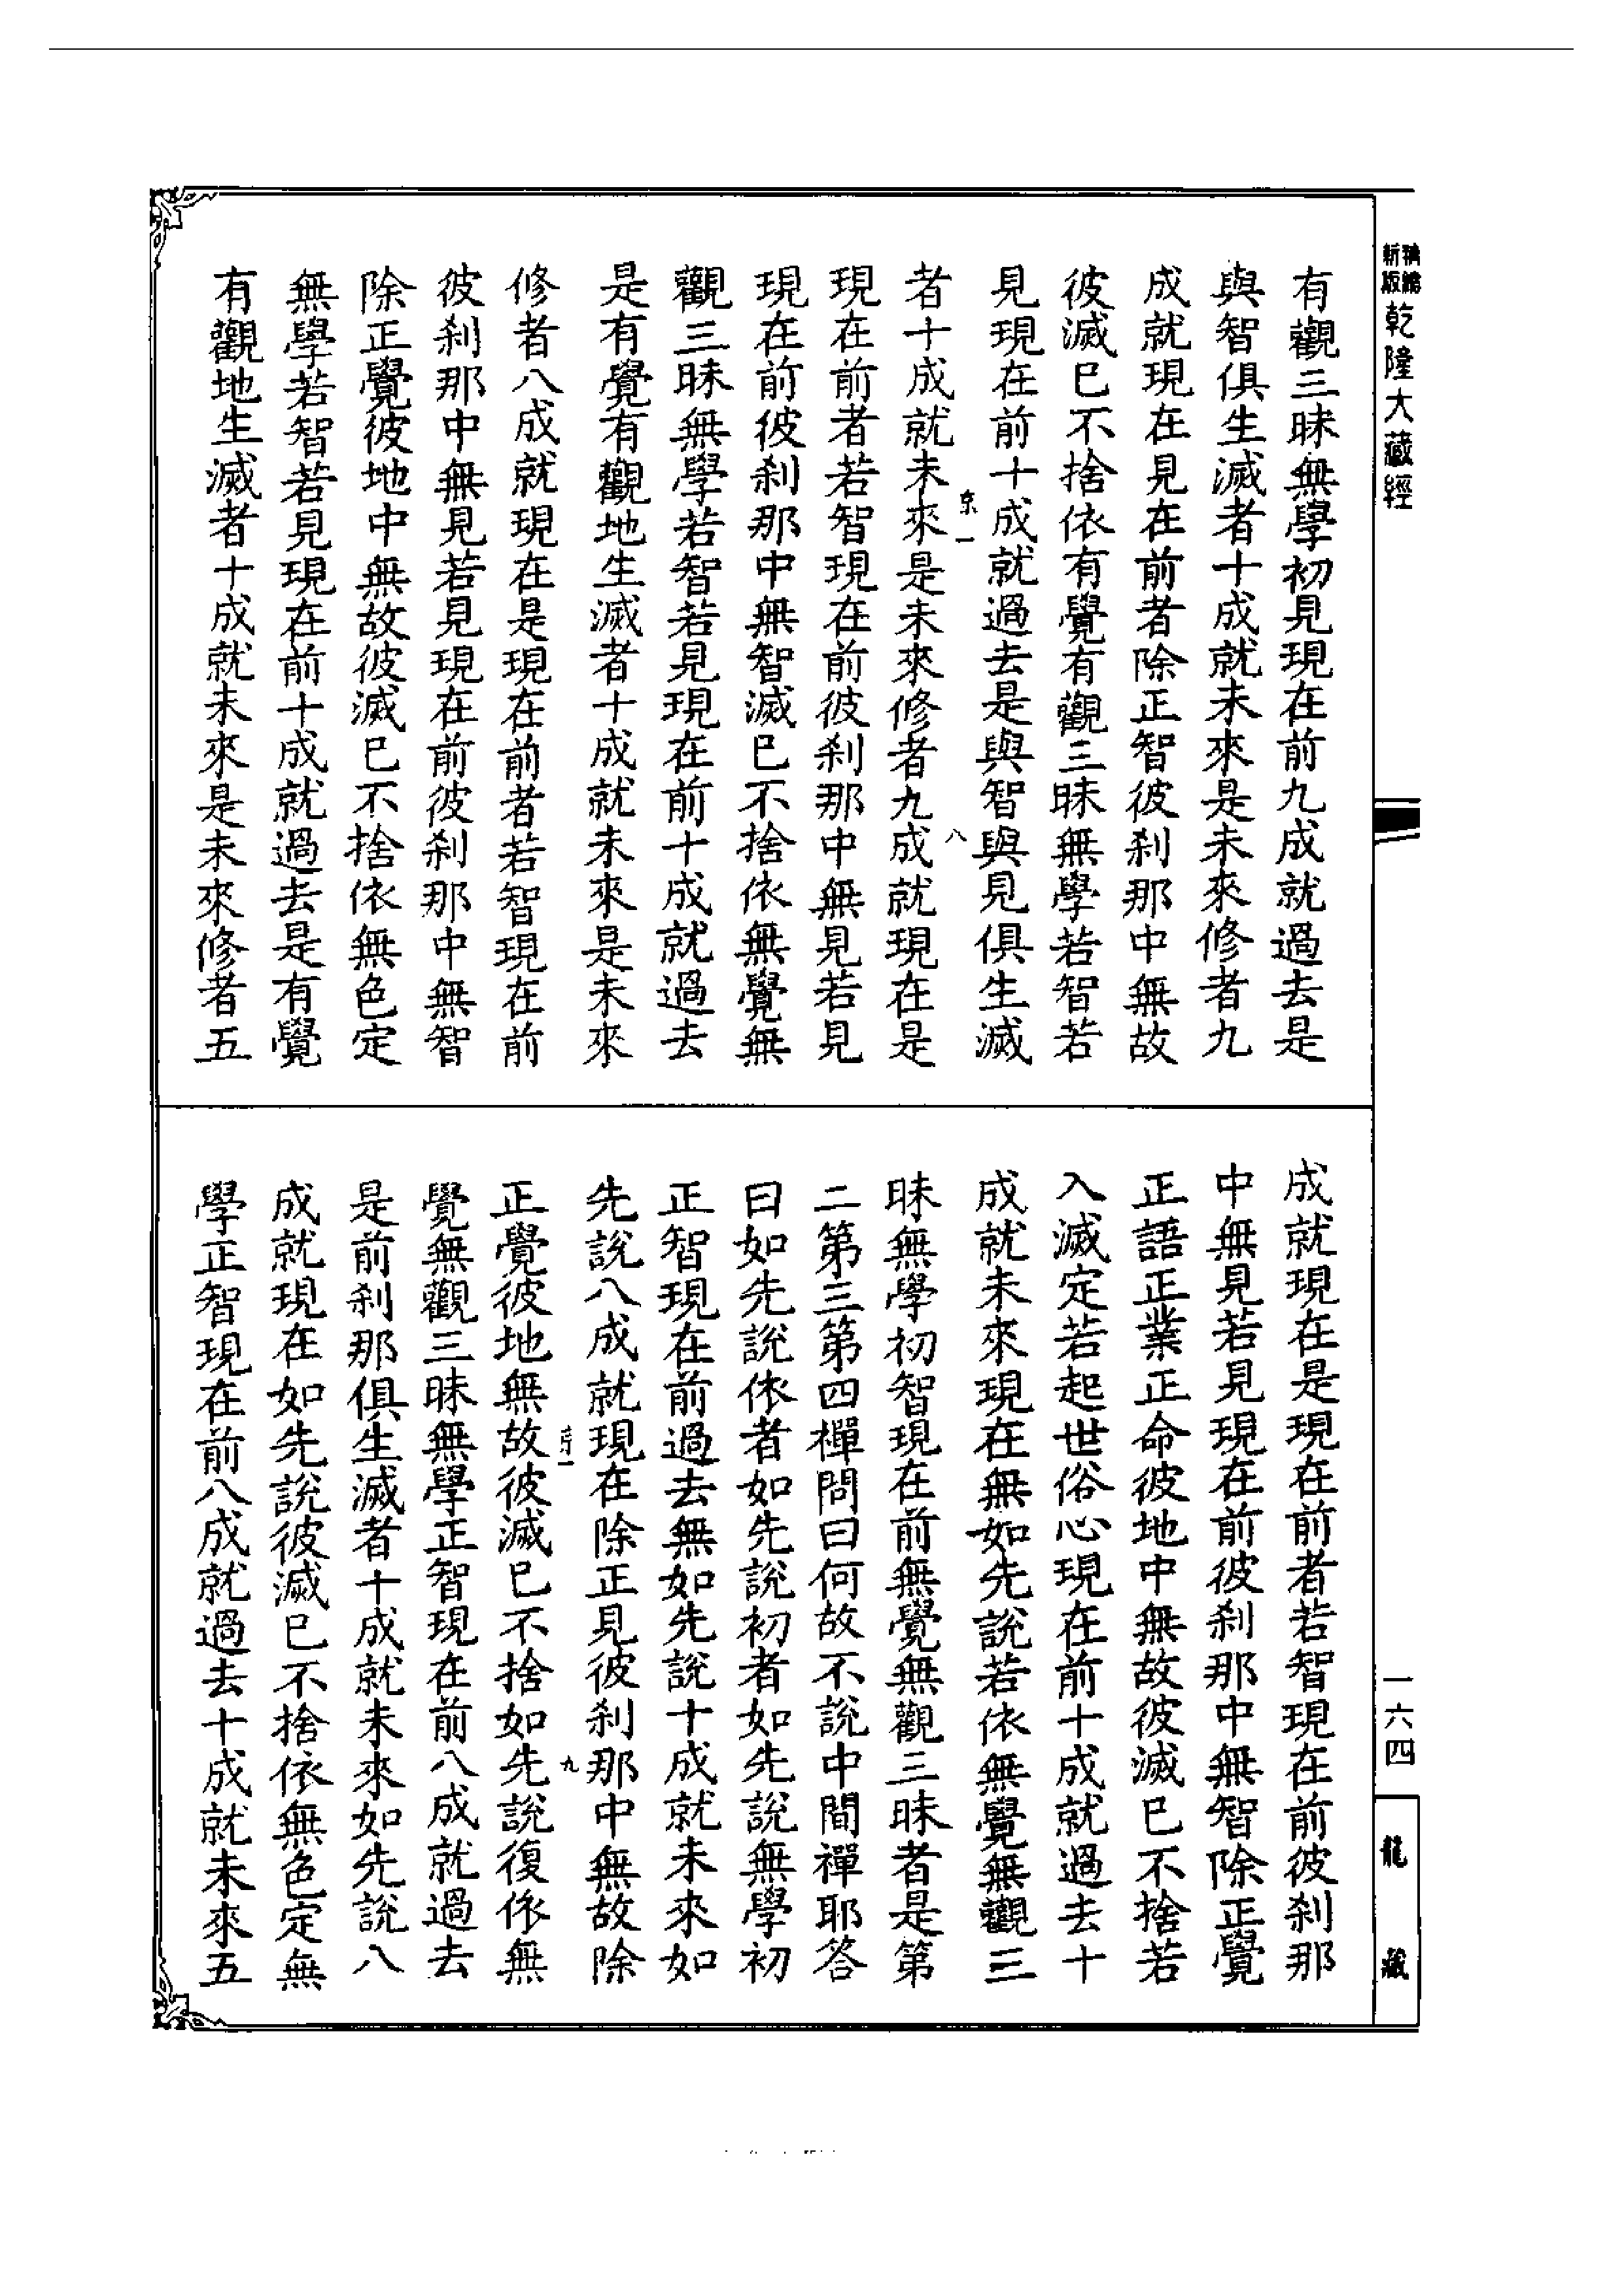 乾隆大藏經
有觀三昧無學初見現在前九成就過去是
與智俱生滅者十成就未來是未來修者九
成就現在見在前者除正智彼剎那中無故
彼滅已不捨依有覺有觀三昧無學若智若
見現在前十成就過去是與智與見俱生滅
者十成就未來是未來修者九成就現在是
現在前者若智現在前彼剎那中無見若見
現在前彼剎那中無智滅已不捨依無覺無
觀三昧無學若智若見現在前十成就過去
是有覺有觀地生滅者十成就未來是未來
修者八成就現在是現在前者若智現在前
彼剎那中無見若見現在前彼剎那中無智
除正覺彼地中無故彼滅已不捨依無色定
無學若智若見現在前十成就過去是有覺
有觀地生滅者十成就未來是未來修者五
成就現在是現在前者若智現在前彼剎那
中無見若見現在前彼剎那中無智除正覺
正語正業正命彼地中無故彼滅已不捨若
入滅定若起世俗心現在前十成就過去十
成就未來現在無如先說若依無覺無觀三
昧無學初智現在前無覺無觀三昧者是第
二第三第四禪問曰何故不說中間禪耶答
曰如先說依者如先說初者如先說無學初
正智現在前過去無如先說十成就未來如
先說八成就現在除正見彼剎那中無故除
正覺彼地無故彼滅已不捨如先說復依無
覺無觀三昧無學正智現在前八成就過去
是前剎那俱生滅者十成就未來如先說八
成就現在如先說彼滅已不捨依無色定無
學正智現在前八成就過去十成就未來五
一六四
龍藏